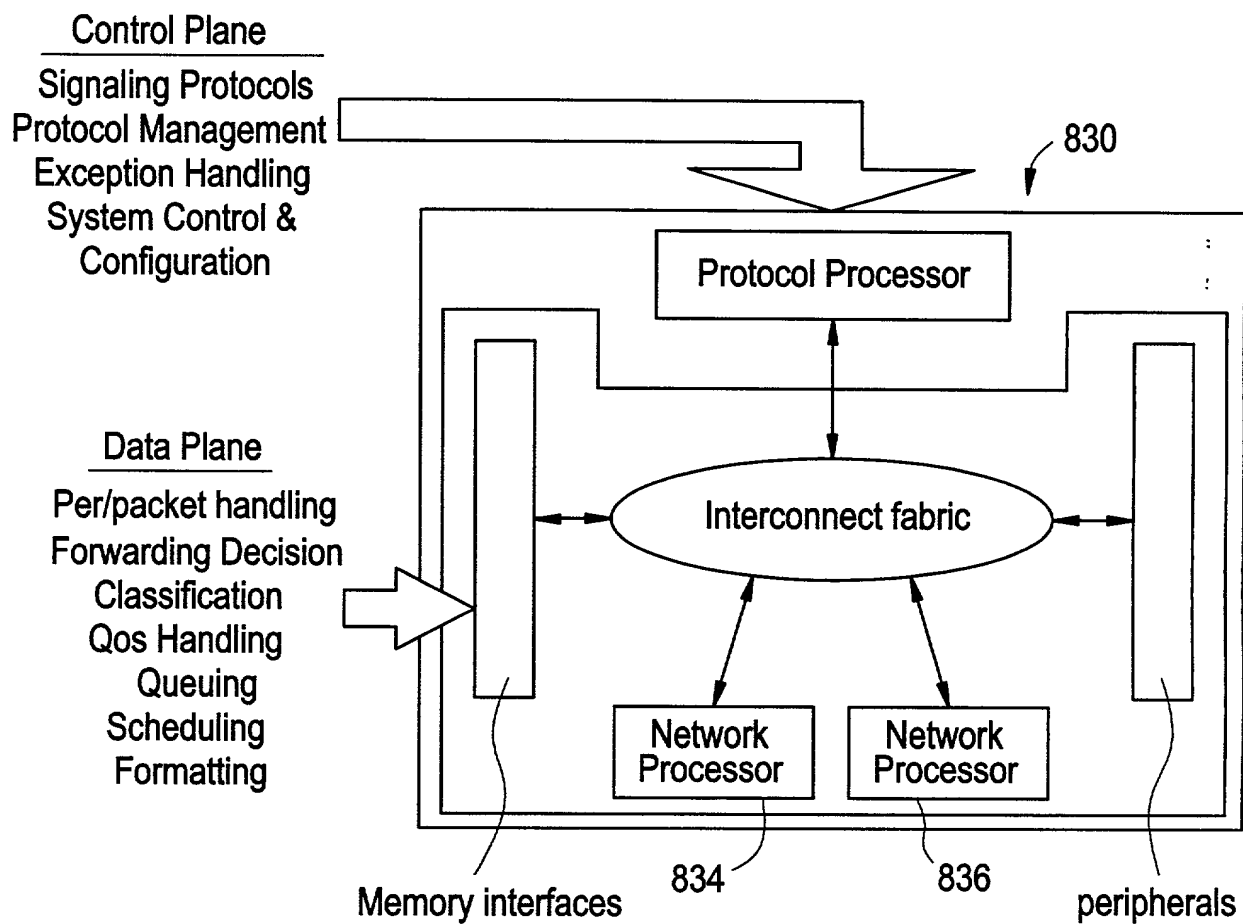 Control Plane
Signaling Protocols
Protocol Management
Exception Handling
System Control &
Configuration
830
Protocol Processor
Data Plane
Per/packet handling
Forwarding Decision
Classification
Qos Handling
Queuing
Scheduling
Formatting
Interconnect fabric
Network
Processor
Network
Processor
834
836
Memory interfaces
peripherals